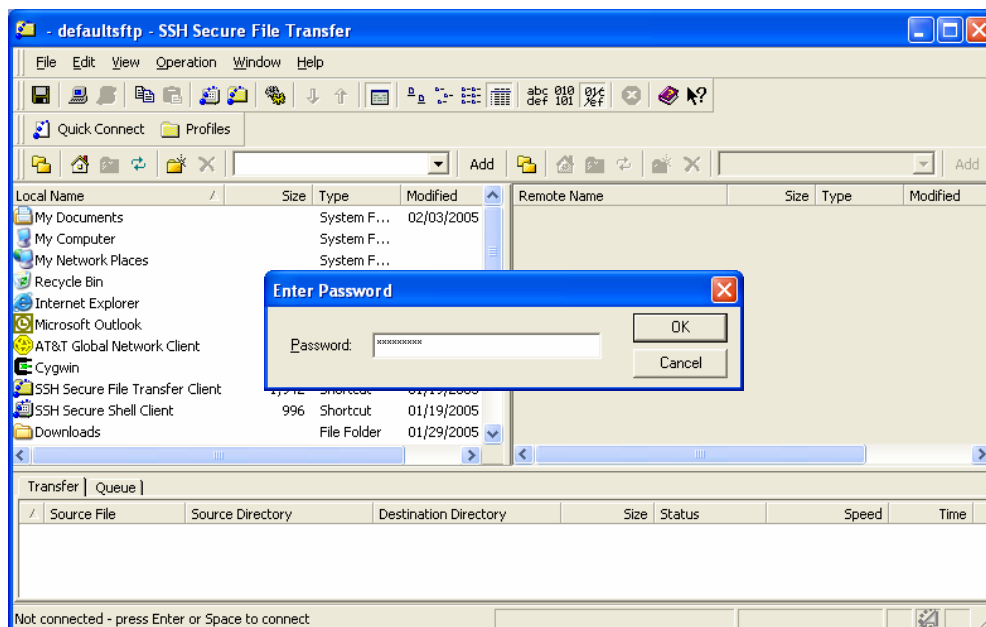 - defaultsftp - SSH Secure File Transfer
File Edit View Operation Window Help
abc def 010 101
Quick Connect Profiles
Add Add
Local Name Size Type Modified Remote Name Size Type Modified
My Documents System F... 02/03/2005
My Computer System F...
My Network Places System F...
Recycle Bin
Internet Explorer
Microsoft Outlook
AT&T Global Network Client
Cygwin
SSH Secure File Transfer Client
SSH Secure Shell Client 996 Shortcut 01/19/2005
Downloads File Folder 01/29/2005
Enter Password
Password: *********
OK
Cancel
Transfer Queue
Source File Source Directory Destination Directory Size Status Speed Time
Not connected - press Enter or Space to connect